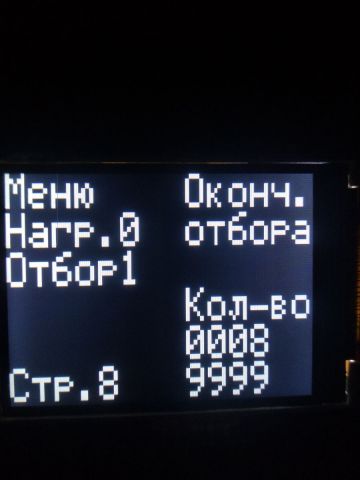 Меню
Нагр.0
Отбор1
Стр.8
Оконч.
отбора
Кол-во
0008
9999